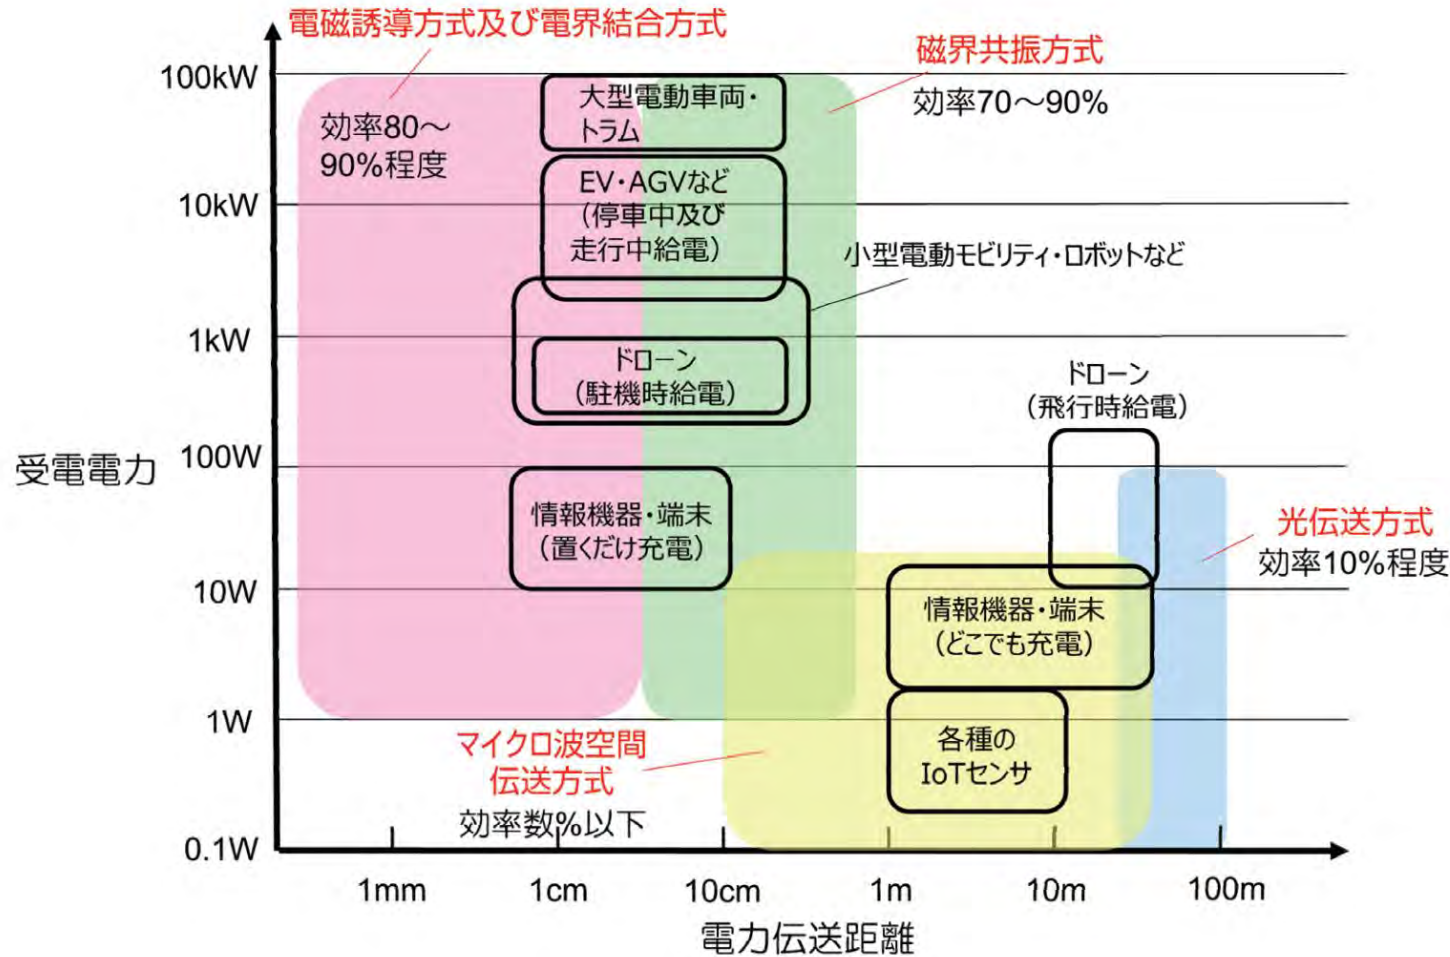 電磁誘導方式及び電界結合方式
磁界共振方式
効率70～90%
効率80～
90%程度
大型電動車両・
トラム
EV・AGVなど
（停車中及び
走行中給電）
小型電動モビリティ・ロボットなど
ドローン
（駐機時給電）
ドローン
（飛行時給電）
情報機器・端末
（置くだけ充電）
光伝送方式
効率10%程度
情報機器・端末
（どこでも充電）
各種の
IoTセンサ
マイクロ波空間
伝送方式
効率数%以下
受電電力
100kW
10kW
1kW
100W
10W
1W
0.1W
1mm
1cm
10cm
1m
10m
100m
電力伝送距離